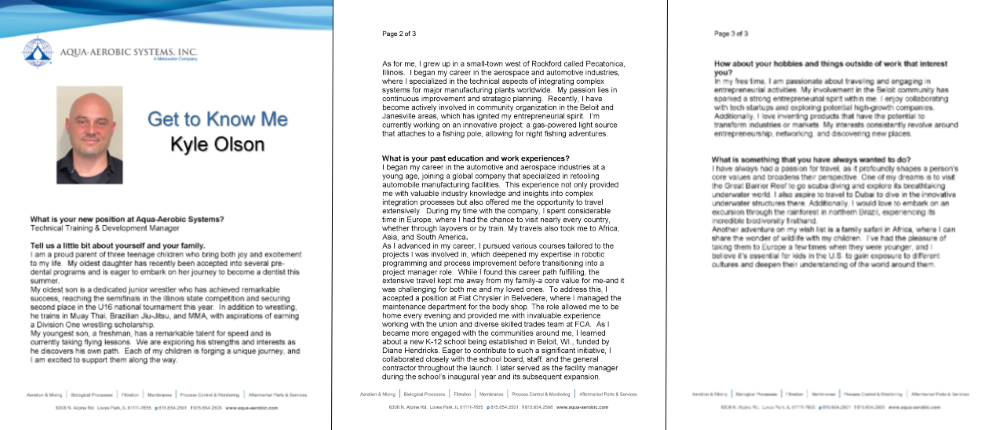 AQUA-AEROBIC SYSTEMS, INC.
A Metawater Company
Get to Know Me
Kyle Olson
What is your new position at Aqua-Aerobic Systems?
Technical Training & Development Manager
Tell us a little bit about yourself and your family.
I am a proud parent of three teenage children who bring both joy and excitement
to my life. My oldest daughter has recently been accepted into several pre-
dental programs and is eager to embark on her journey to become a dentist this
summer.
My oldest son is a dedicated junior wrestler who has achieved remarkable
success, reaching the semifinals in the Illinois state competition and securing
second place in the U16 national tournament this year. In addition to wrestling,
he trains in Muay Thai, Brazilian Jiu-Jitsu, and MMA, with aspirations of earning
a Division One wrestling scholarship.
My youngest son, a freshman, has a remarkable talent for speed and is
currently taking flying lessons. We are exploring his strengths and interests as
he discovers his own path. Each of my children is forging a unique journey, and
I am excited to support them along the way.
Aeration & Mixing | Biological Processes | Filtration | Membranes | Process Control & Monitoring | Aftermarket Parts & Services
6306 N. Alpine Rd. Loves Park, IL 61111-7655 p 815.654.2501 f 815.654.2508 www.aqua-aerobic.com
Page 2 of 3
As for me, I grew up in a small-town west of Rockford called Pecatonica,
Illinois. I began my career in the aerospace and automotive industries,
where I specialized in the technical aspects of integrating complex
systems for major manufacturing plants worldwide. My passion lies in
continuous improvement and strategic planning. Recently, I have
become actively involved in community organization in the Beloit and
Janesville areas, which has ignited my entrepreneurial spirit. I'm
currently working on an innovative project: a gas-powered light source
that attaches to a fishing pole, allowing for night fishing adventures.
What is your past education and work experiences?
I began my career in the automotive and aerospace industries at a
young age, joining a global company that specialized in retooling
automobile manufacturing facilities. This experience not only provided
me with valuable industry knowledge and insights into complex
integration processes but also offered me the opportunity to travel
extensively. During my time with the company, I spent considerable
time in Europe, where I had the chance to visit nearly every country,
whether through layovers or by train. My travels also took me to Africa,
Asia, and South America.
As I advanced in my career, I pursued various courses tailored to the
projects I was involved in, which deepened my expertise in robotic
programming and process improvement before transitioning into a
project manager role. While I found this career path fulfilling, the
extensive travel kept me away from my family-a core value for me-and it
was challenging for both me and my loved ones. To address this, I
accepted a position at Fiat Chrysler in Belvedere, where I managed the
maintenance department for the body shop. The role allowed me to be
home every evening and provided me with invaluable experience
working with the union and diverse skilled trades team at FCA. As I
became more engaged with the communities around me, I learned
about a new K-12 school being established in Beloit, WI., funded by
Diane Hendricks. Eager to contribute to such a significant initiative, I
collaborated closely with the school board, staff, and the general
contractor throughout the launch. I later served as the facility manager
during the school's inaugural year and its subsequent expansion.
Aeration & Mixing | Biological Processes | Filtration | Membranes | Process Control & Monitoring | Aftermarket Parts & Services
6306 N. Alpine Rd. Loves Park, IL 61111-7655 p 815.654.2501 f 815.654.2508 www.aqua-aerobic.com
Page 3 of 3
How about your hobbies and things outside of work that interest
you?
In my free time, I am passionate about traveling and engaging in
entrepreneurial activities. My involvement in the Beloit community has
sparked a strong entrepreneurial spirit within me. I enjoy collaborating
with tech startups and exploring potential high-growth companies.
Additionally, I love inventing products that have the potential to
transform industries or markets. My interests consistently revolve around
entrepreneurship, networking, and discovering new places.
What is something that you have always wanted to do?
I have always had a passion for travel, as it profoundly shapes a person's
core values and broadens their perspective. One of my dreams is to visit
the Great Barrier Reef to go scuba diving and explore its breathtaking
underwater world. I also aspire to travel to Dubai to dive in the innovative
underwater structures there. Additionally, I would love to embark on an
excursion through the rainforest in northern Brazil, experiencing its
incredible biodiversity firsthand.
Another adventure on my wish list is a family safari in Africa, where I can
share the wonder of wildlife with my children. I've had the pleasure of
taking them to Europe a few times when they were younger, and I
believe it's essential for kids in the U.S. to gain exposure to different
cultures and deepen their understanding of the world around them.
Aeration & Mixing | Biological Processes | Filtration | Membranes | Process Control & Monitoring | Aftermarket Parts & Services
6306 N. Alpine Rd. Loves Park, IL 61111-7655 p 815.654.2501 f 815.654.2508 www.aqua-aerobic.com